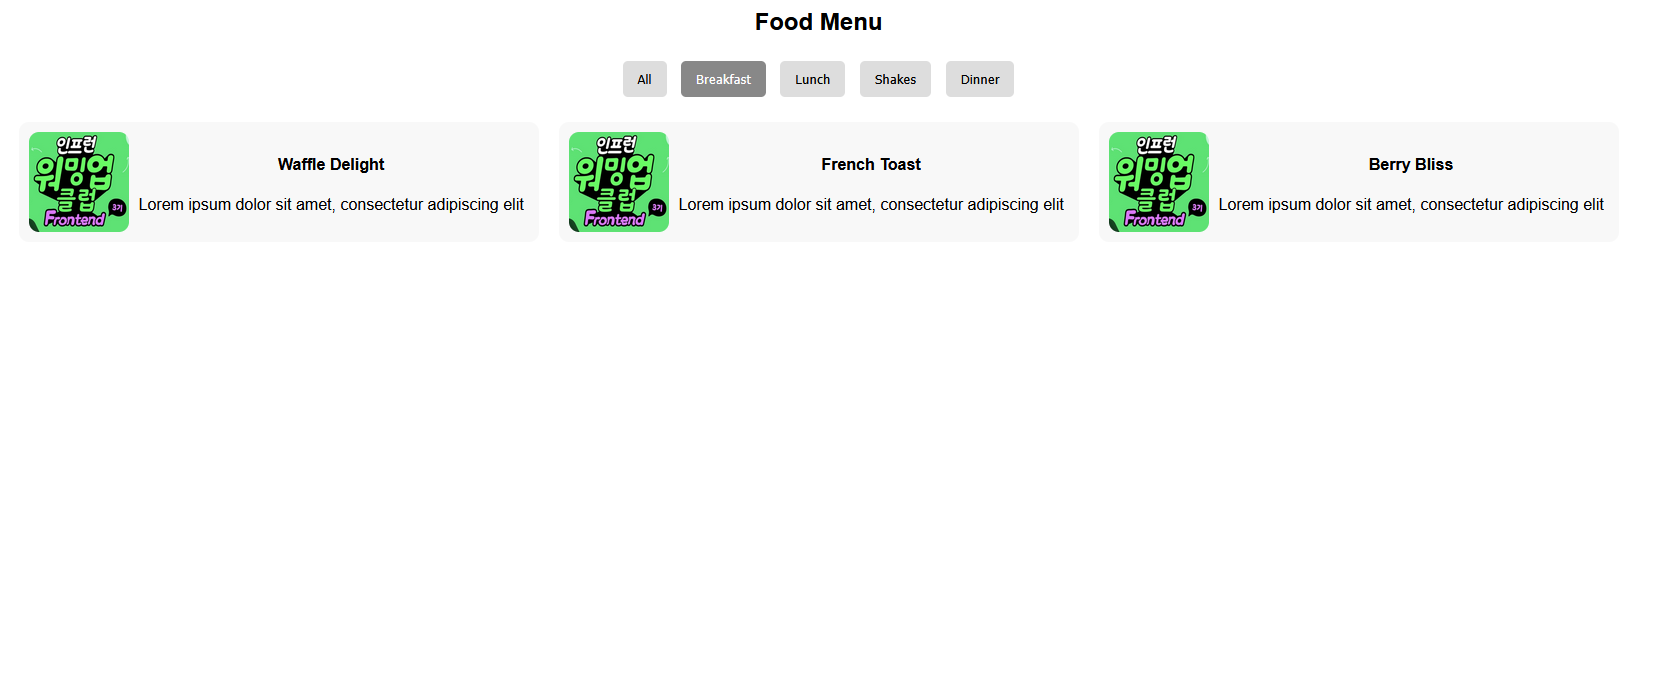 Food Menu
All Breakfast Lunch Shakes Dinner
인프런
워밍업
클럽
3기
Frontend
Waffle Delight
Lorem ipsum dolor sit amet, consectetur adipiscing elit
인프런
워밍업
클럽
3기
Frontend
French Toast
Lorem ipsum dolor sit amet, consectetur adipiscing elit
인프런
워밍업
클럽
3기
Frontend
Berry Bliss
Lorem ipsum dolor sit amet, consectetur adipiscing elit